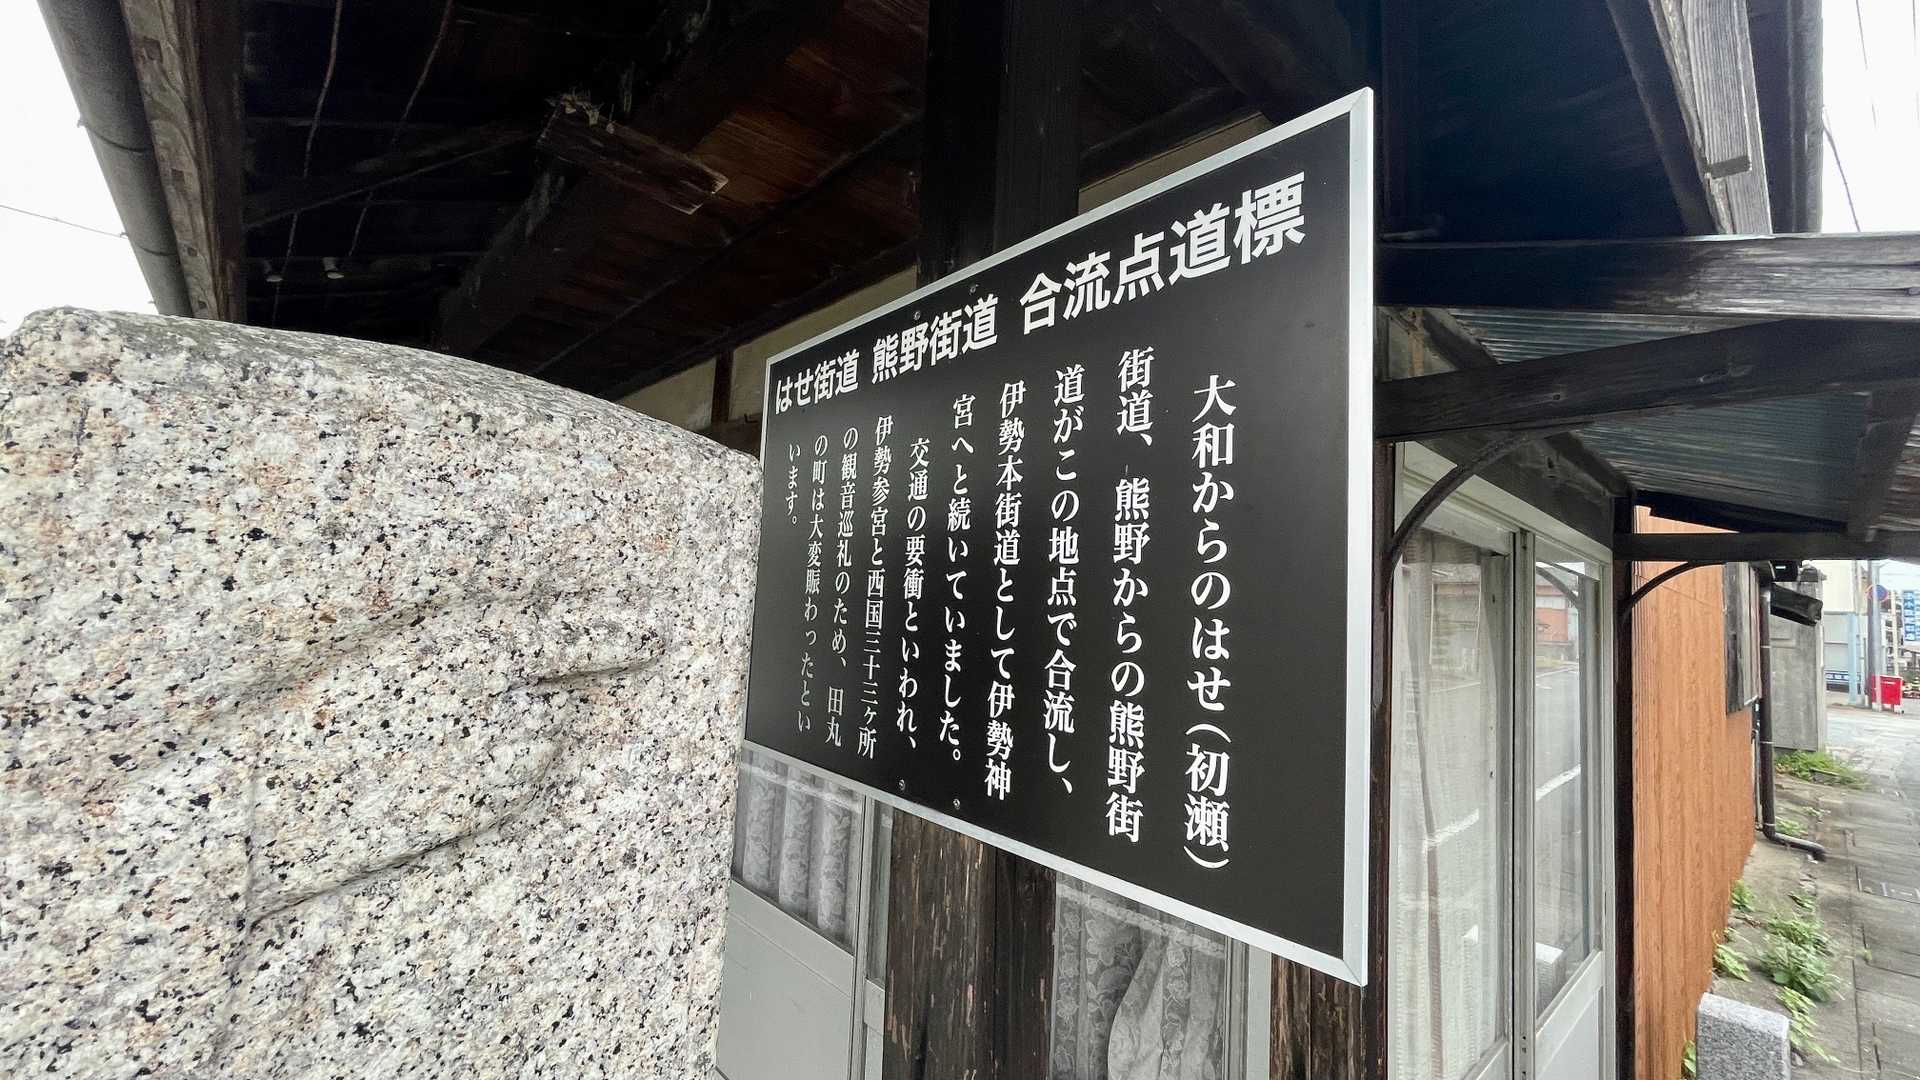 はせ街道 熊野街道 合流点道標
大和からのはせ（初瀬）
街道、熊野からの熊野街
道がこの地点で合流し、
伊勢本街道として伊勢神
宮へと続いていました。
交通の要衝といわれ、
伊勢参宮と西国三十三ヶ所
の観音巡礼のため、田丸
の町は大変賑わったとい
います。